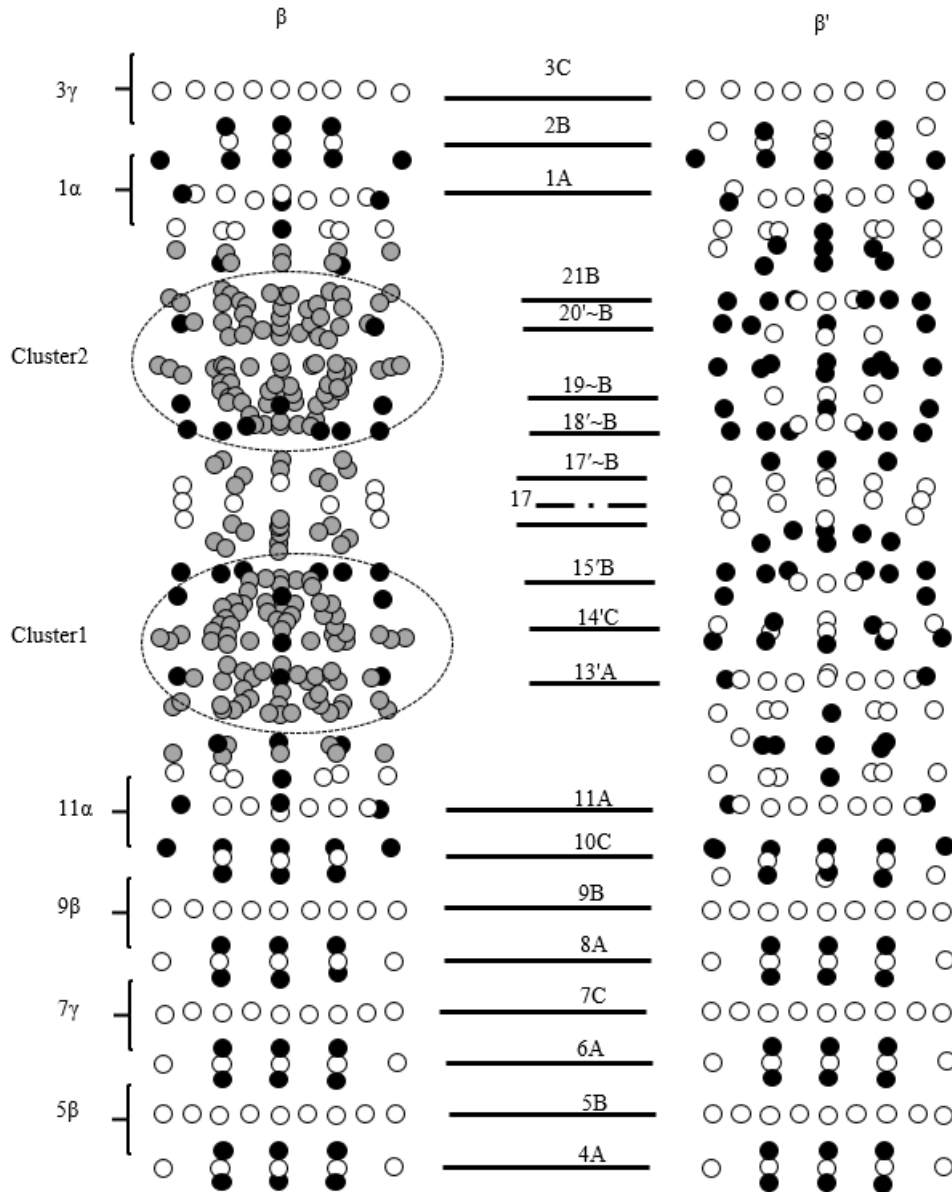 β
β'
3γ
3C
2B
1α
1A
21B
20'~B
Cluster2
19~B
18'~B
17'~B
17
15'B
Cluster1
14'C
13'A
11α
11A
10C
9β
9B
8A
7γ
7C
6A
5β
5B
4A